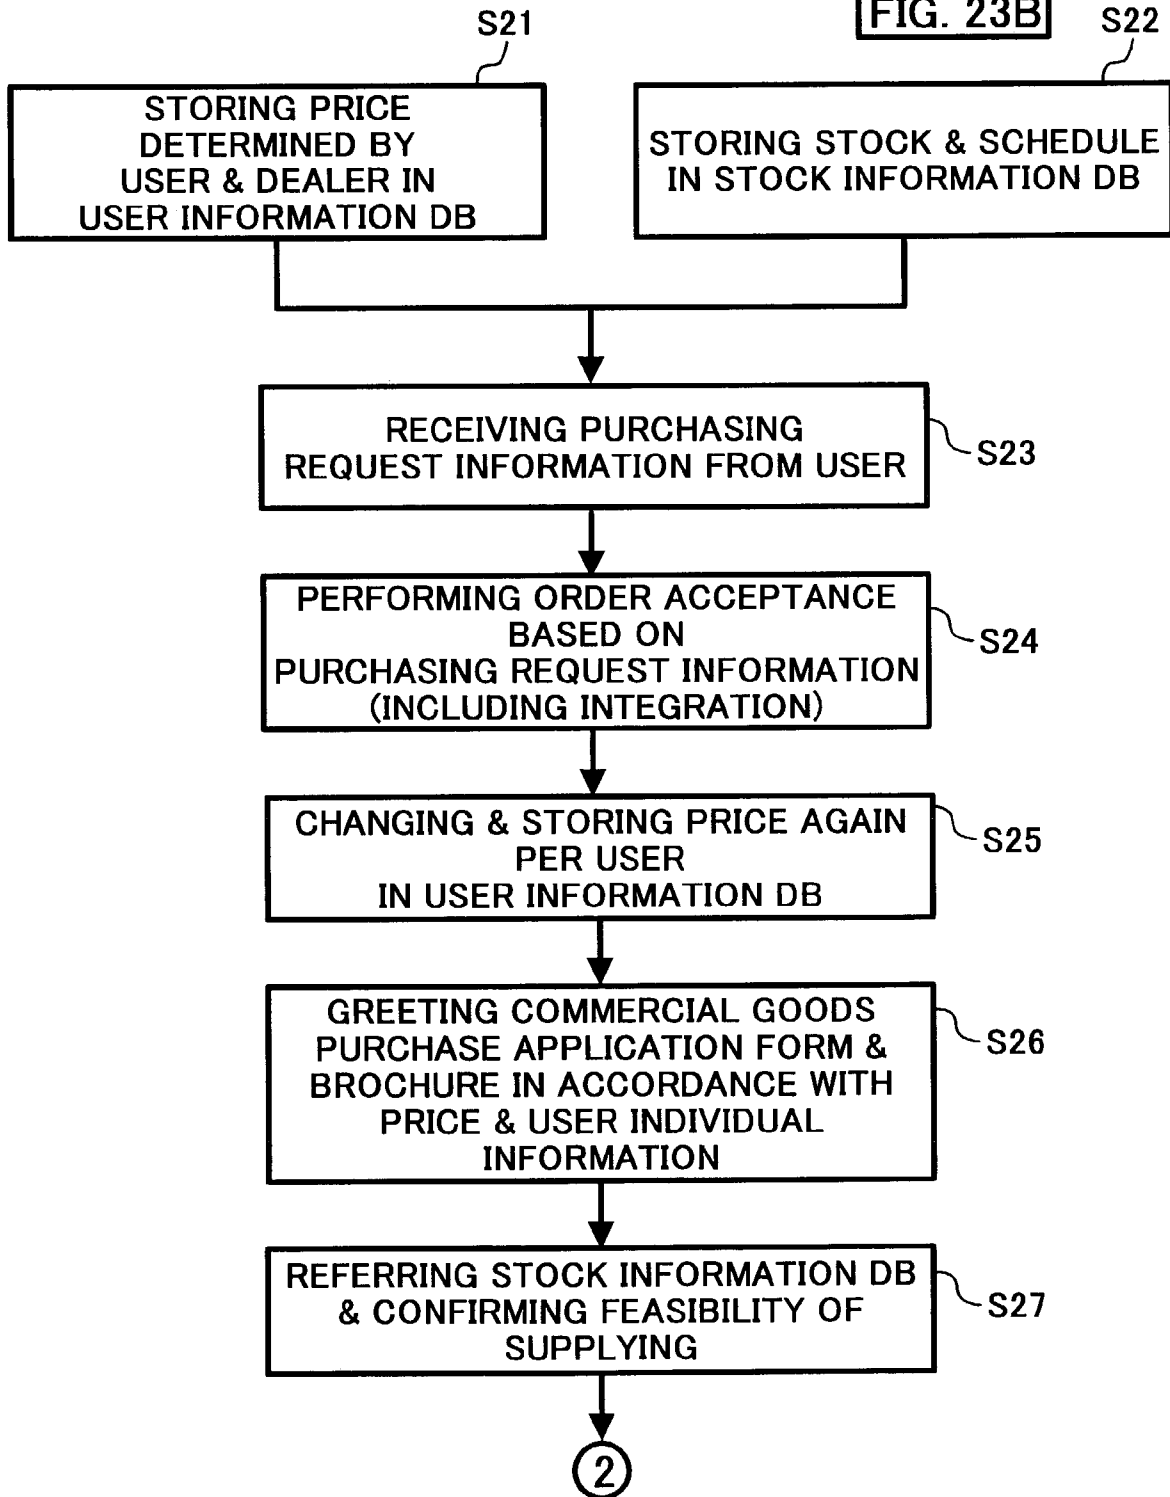 FIG. 23B
S21
S22
STORING PRICE
DETERMINED BY
USER & DEALER IN
USER INFORMATION DB
STORING STOCK & SCHEDULE
IN STOCK INFORMATION DB
RECEIVING PURCHASING
REQUEST INFORMATION FROM USER
S23
PERFORMING ORDER ACCEPTANCE
BASED ON
PURCHASING REQUEST INFORMATION
(INCLUDING INTEGRATION)
S24
CHANGING & STORING PRICE AGAIN
PER USER
IN USER INFORMATION DB
S25
GREETING COMMERCIAL GOODS
PURCHASE APPLICATION FORM &
BROCHURE IN ACCORDANCE WITH
PRICE & USER INDIVIDUAL
INFORMATION
S26
REFERRING STOCK INFORMATION DB
& CONFIRMING FEASIBILITY OF
SUPPLYING
S27
2